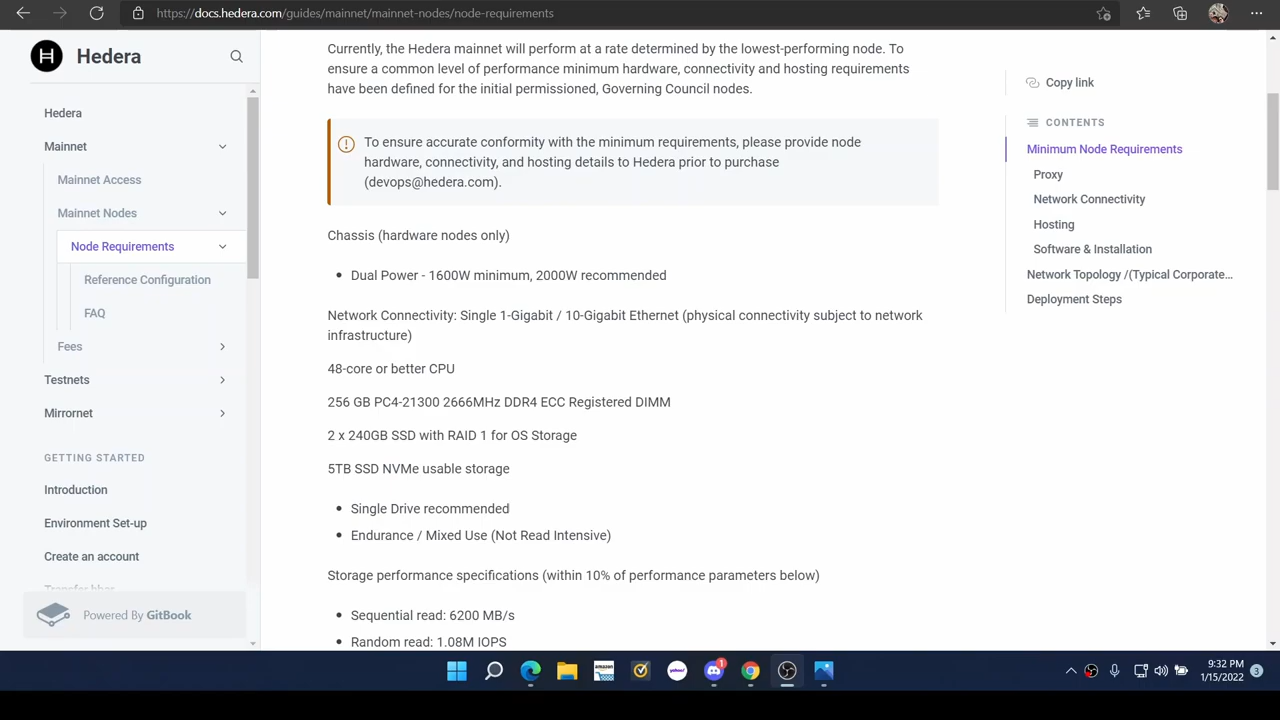 https://docs.hedera.com/guides/mainnet/mainnet-nodes/node-requirements
Hedera
Hedera
Mainnet
Mainnet Access
Mainnet Nodes
Node Requirements
Reference Configuration
FAQ
Fees
Testnets
Mirrornet
GETTING STARTED
Introduction
Environment Set-up
Create an account
Transfer hbar
Powered By GitBook
Currently, the Hedera mainnet will perform at a rate determined by the lowest-performing node. To
ensure a common level of performance minimum hardware, connectivity and hosting requirements
have been defined for the initial permissioned, Governing Council nodes.
To ensure accurate conformity with the minimum requirements, please provide node
hardware, connectivity, and hosting details to Hedera prior to purchase
(devops@hedera.com).
Chassis (hardware nodes only)
• Dual Power - 1600W minimum, 2000W recommended
Network Connectivity: Single 1-Gigabit / 10-Gigabit Ethernet (physical connectivity subject to network
infrastructure)
48-core or better CPU
256 GB PC4-21300 2666MHz DDR4 ECC Registered DIMM
2 x 240GB SSD with RAID 1 for OS Storage
5TB SSD NVMe usable storage
• Single Drive recommended
• Endurance / Mixed Use (Not Read Intensive)
Storage performance specifications (within 10% of performance parameters below)
• Sequential read: 6200 MB/s
• Random read: 1.08M IOPS
Copy link
CONTENTS
Minimum Node Requirements
Proxy
Network Connectivity
Hosting
Software & Installation
Network Topology /(Typical Corporate...
Deployment Steps
amazon
yahoo!
1
9:32 PM
1/15/2022
3